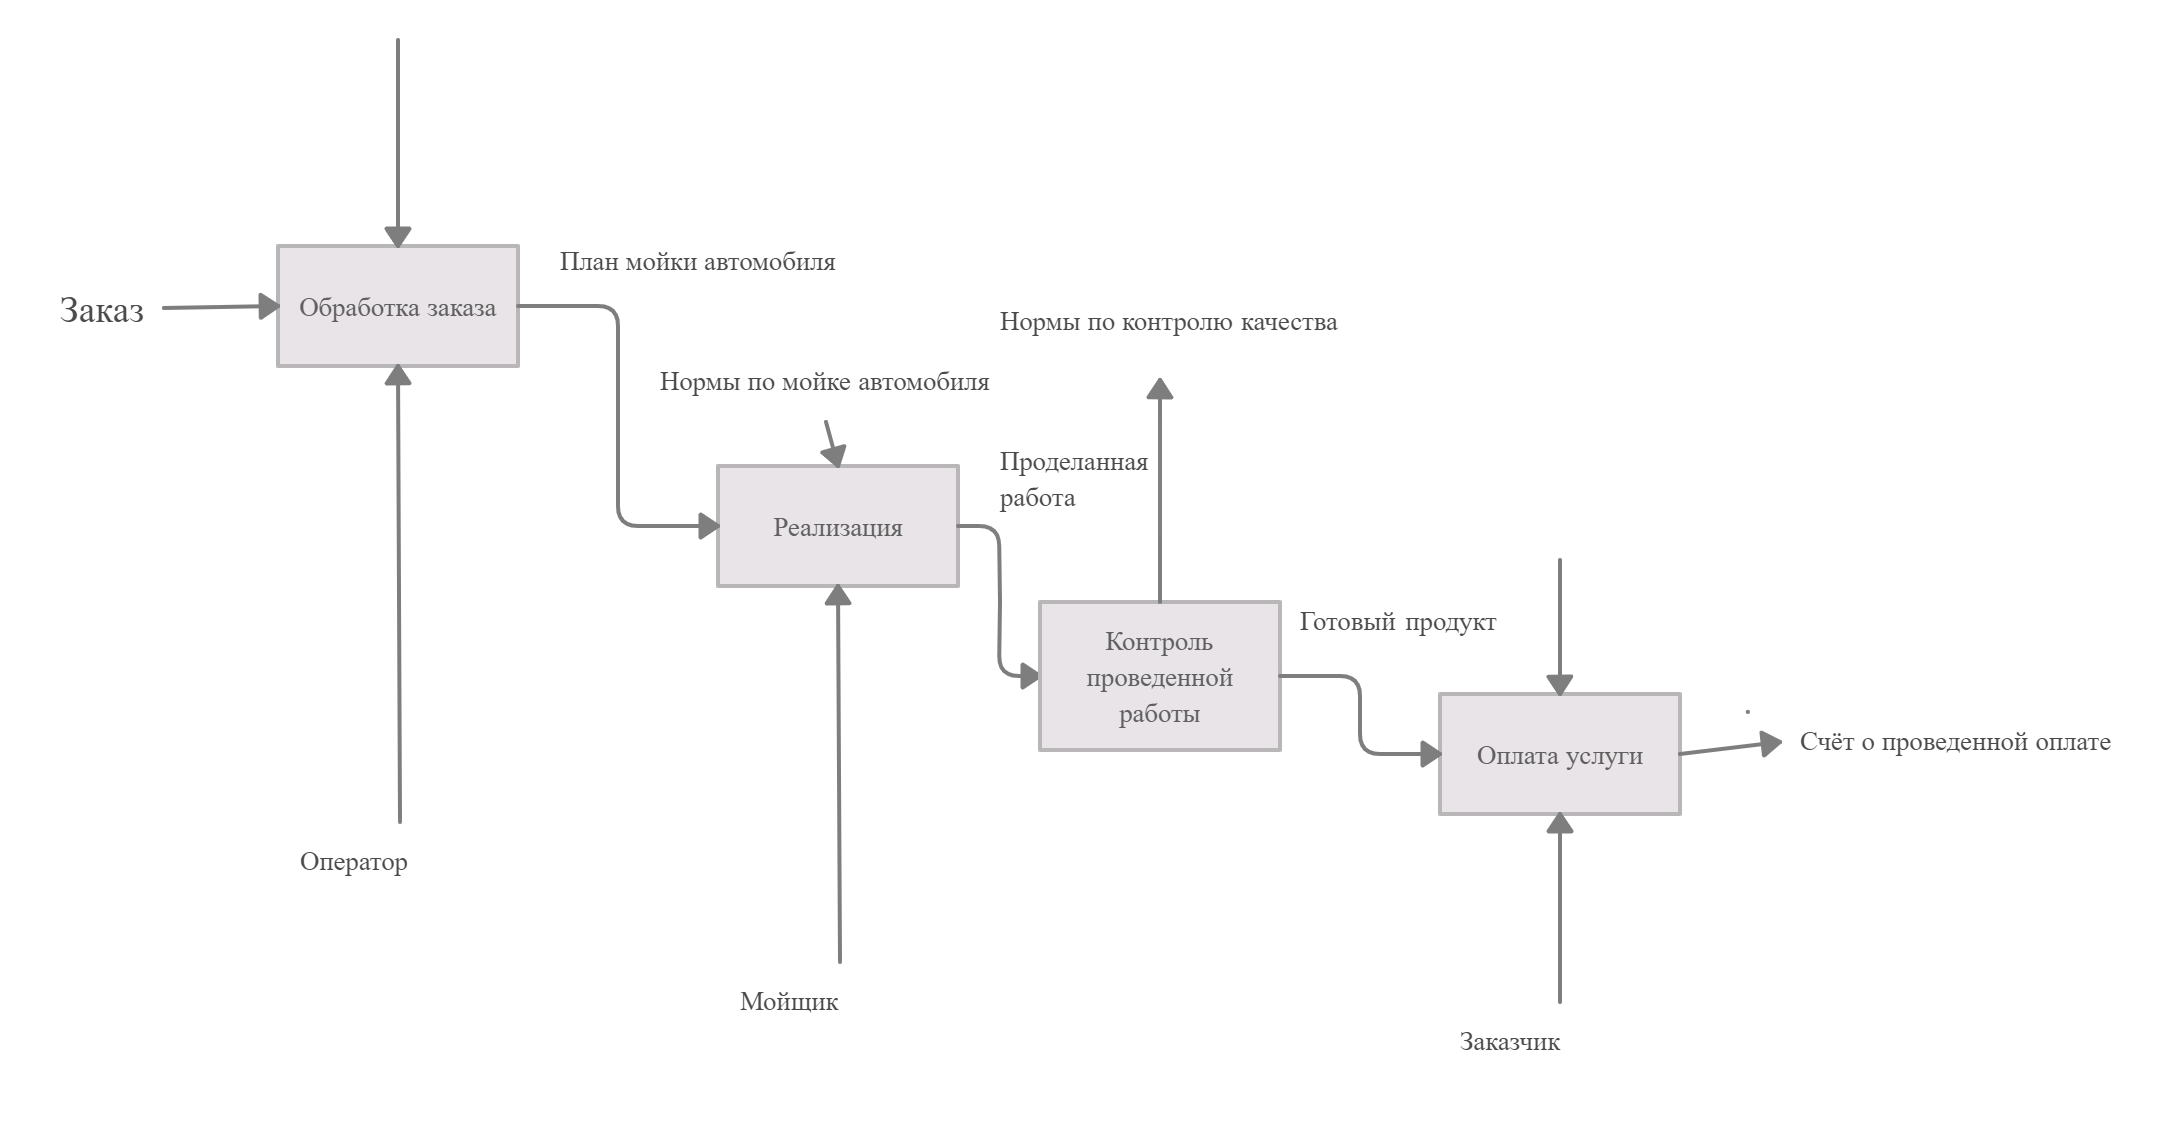 План мойки автомобиля
Заказ
Обработка заказа
Нормы по контролю качества
Нормы по мойке автомобиля
Проделанная
работа
Реализация
Готовый продукт
Контроль
проведенной
работы
Оплата услуги
Счёт о проведенной оплате
Оператор
Мойщик
Заказчик